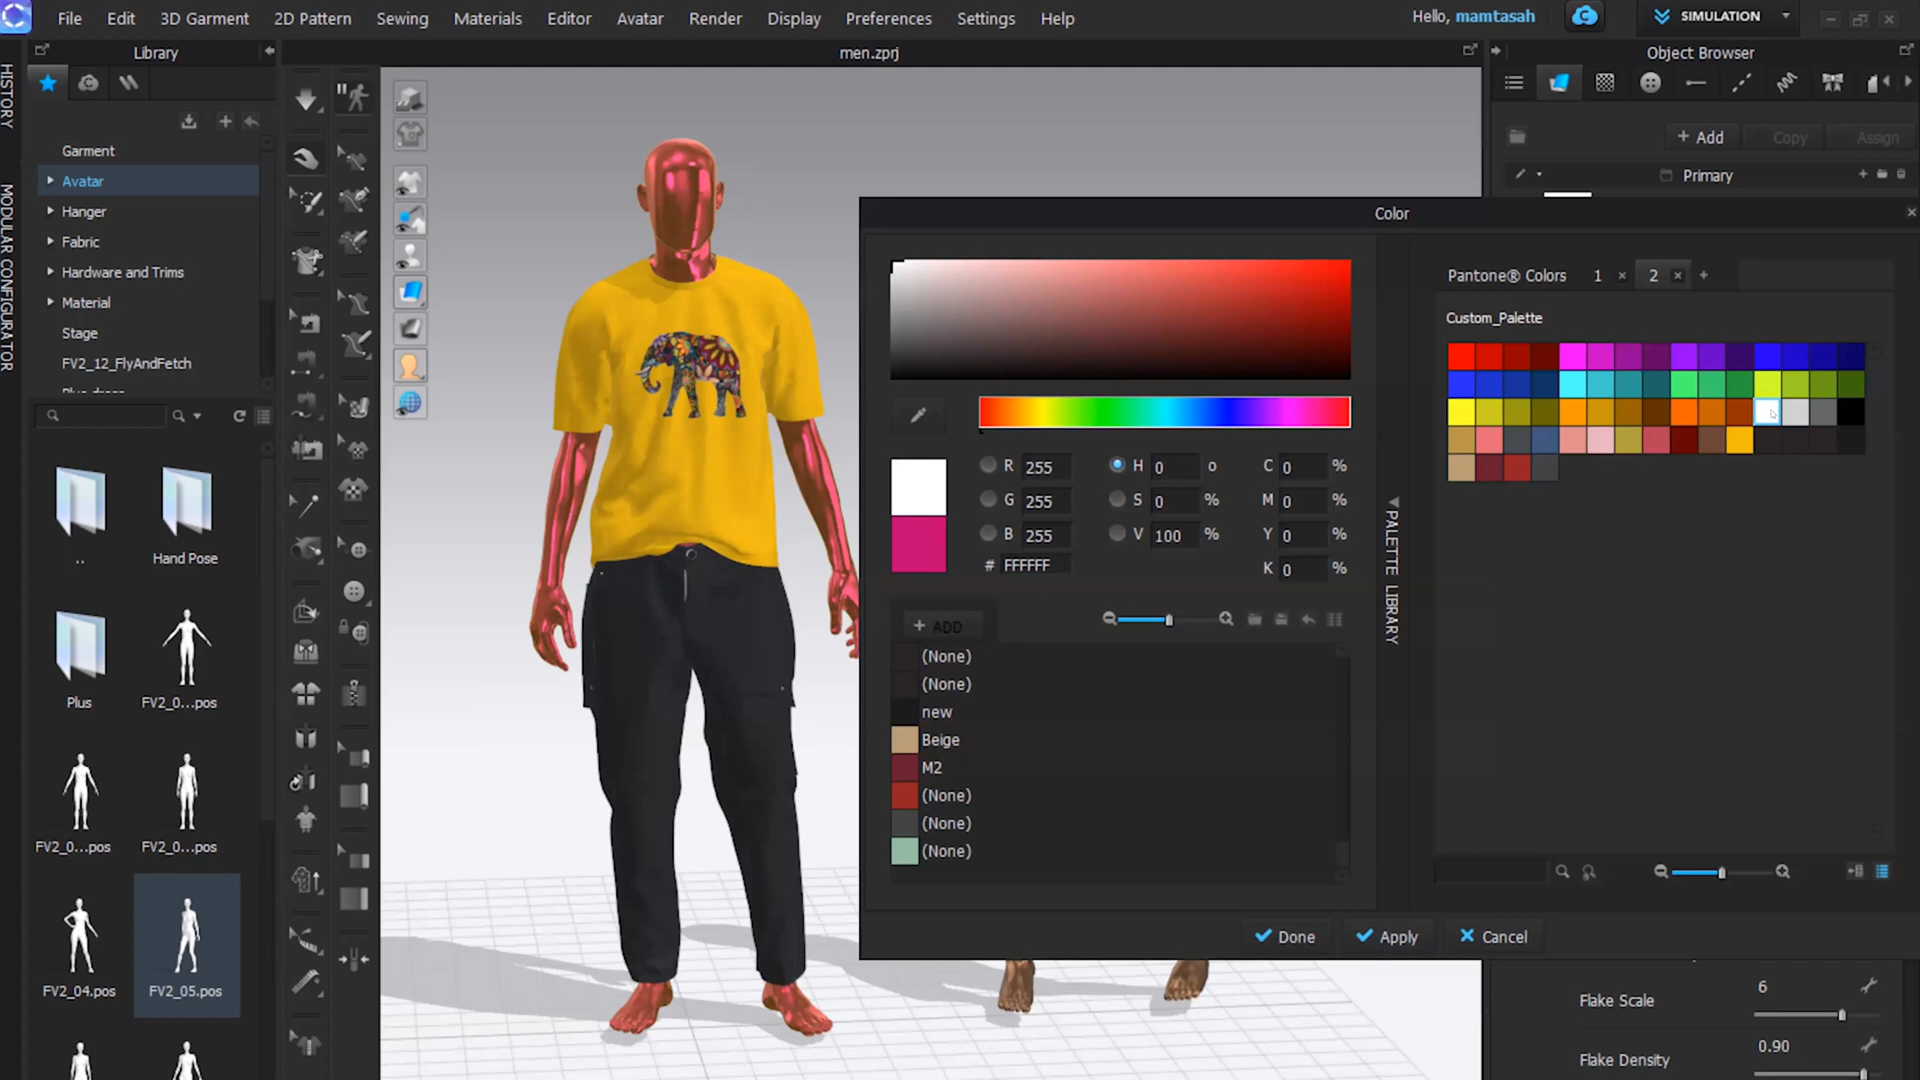 File Edit 3D Garment 2D Pattern Sewing Materials Editor Avatar Render Display Preferences Settings Help
Hello, mamtasah
SIMULATION
Library
men.zprj
Object Browser
HISTORY
MODULAR CONFIGURATOR
Garment
Avatar
Hanger
Fabric
Hardware and Trims
Material
Stage
FV2_12_FlyAndFetch
+ Add
Copy
Assign
Primary
Color
Pantone® Colors 1 × 2 × +
Custom_Palette
R 255 H 0 o C 0 %
G 255 S 0 % M 0 %
B 255 V 100 % Y 0 %
# FFFFFF K 0 %
PALETTE LIBRARY
+ ADD
(None)
(None)
new
Beige
M2
(None)
(None)
(None)
Done Apply Cancel
..
Hand Pose
Plus
FV2_0...pos
FV2_0...pos
FV2_0...pos
FV2_04.pos
FV2_05.pos
Flake Scale 6
Flake Density 0.90